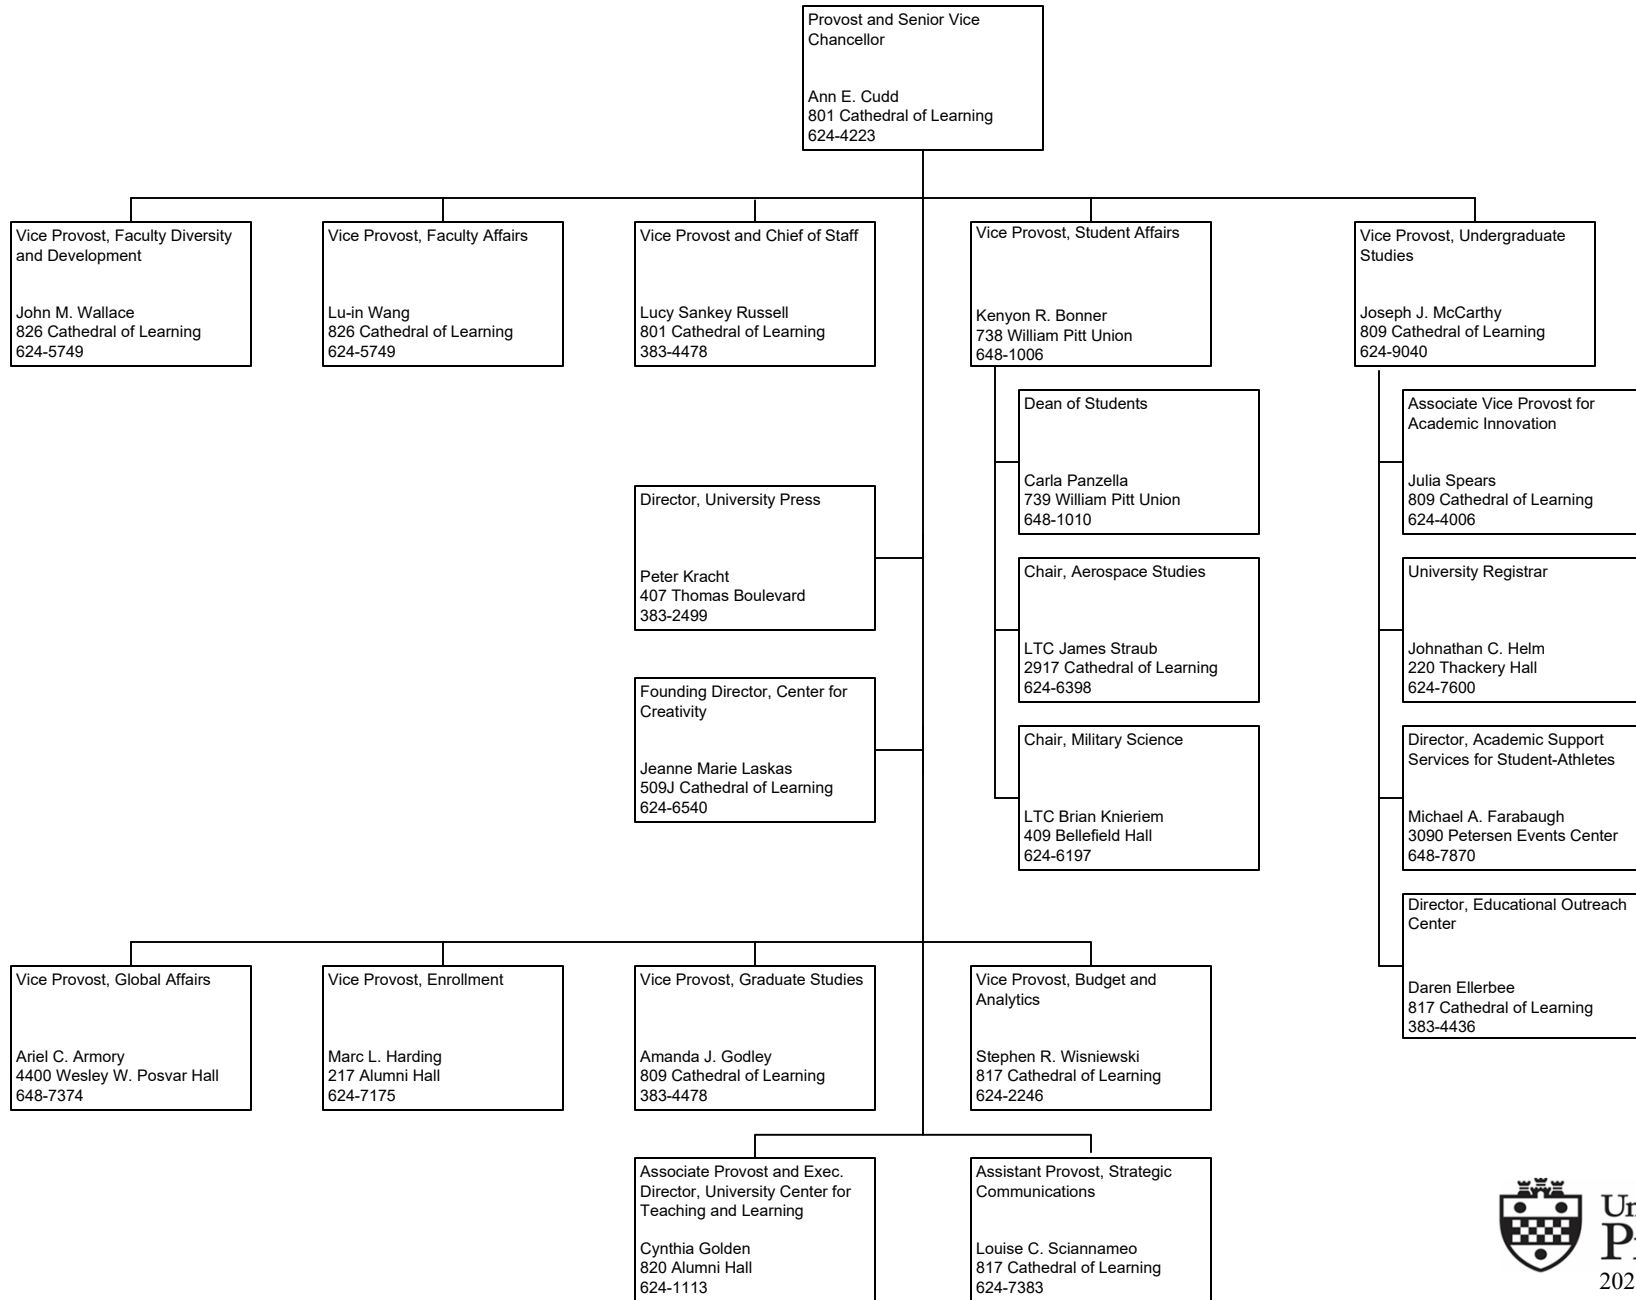 Provost and Senior Vice
Chancellor
Ann E. Cudd
801 Cathedral of Learning
624-4223
Vice Provost, Faculty Diversity
and Development
John M. Wallace
826 Cathedral of Learning
624-5749
Vice Provost, Faculty Affairs
Lu-in Wang
826 Cathedral of Learning
624-5749
Vice Provost and Chief of Staff
Lucy Sankey Russell
801 Cathedral of Learning
383-4478
Vice Provost, Student Affairs
Kenyon R. Bonner
738 William Pitt Union
648-1006
Vice Provost, Undergraduate
Studies
Joseph J. McCarthy
809 Cathedral of Learning
624-9040
Dean of Students
Carla Panzella
739 William Pitt Union
648-1010
Chair, Aerospace Studies
LTC James Straub
2917 Cathedral of Learning
624-6398
Chair, Military Science
LTC Brian Knieriem
409 Bellefield Hall
624-6197
Associate Vice Provost for
Academic Innovation
Julia Spears
809 Cathedral of Learning
624-4006
University Registrar
Johnathan C. Helm
220 Thackery Hall
624-7600
Director, Academic Support
Services for Student-Athletes
Michael A. Farabaugh
3090 Petersen Events Center
648-7870
Director, Educational Outreach
Center
Daren Ellerbee
817 Cathedral of Learning
383-4436
Director, University Press
Peter Kracht
407 Thomas Boulevard
383-2499
Founding Director, Center for
Creativity
Jeanne Marie Laskas
509J Cathedral of Learning
624-6540
Vice Provost, Global Affairs
Ariel C. Armory
4400 Wesley W. Posvar Hall
648-7374
Vice Provost, Enrollment
Marc L. Harding
217 Alumni Hall
624-7175
Vice Provost, Graduate Studies
Amanda J. Godley
809 Cathedral of Learning
383-4478
Vice Provost, Budget and
Analytics
Stephen R. Wisniewski
817 Cathedral of Learning
624-2246
Associate Provost and Exec.
Director, University Center for
Teaching and Learning
Cynthia Golden
820 Alumni Hall
624-1113
Assistant Provost, Strategic
Communications
Louise C. Sciannameo
817 Cathedral of Learning
624-7383